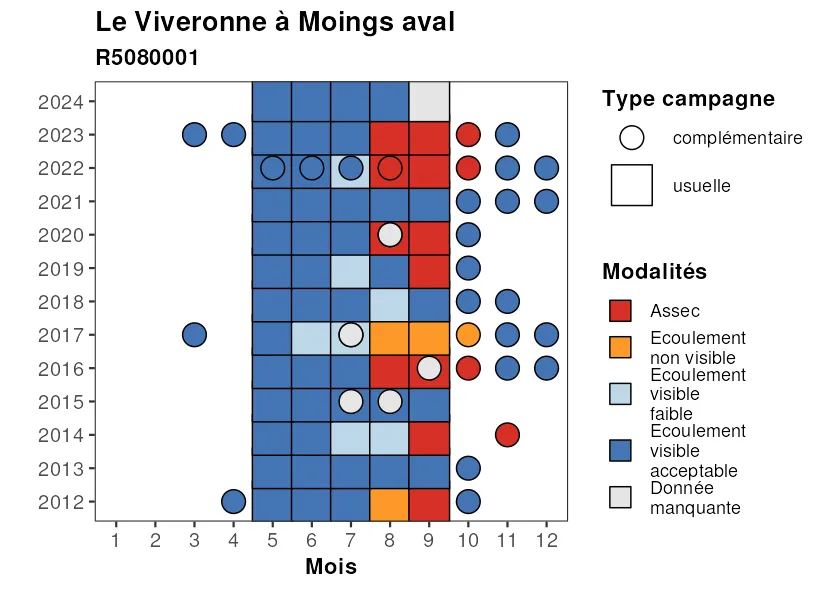 Le Viveronne à Moings aval
R5080001
2024
2023
2022
2021
2020
2019
2018
2017
2016
2015
2014
2013
2012
1 2 3 4 5 6 7 8 9 10 11 12
Mois
Type campagne
complémentaire
usuelle
Modalités
Assec
Ecoulement
non visible
Ecoulement
visible
faible
Ecoulement
visible
acceptable
Donnée
manquante